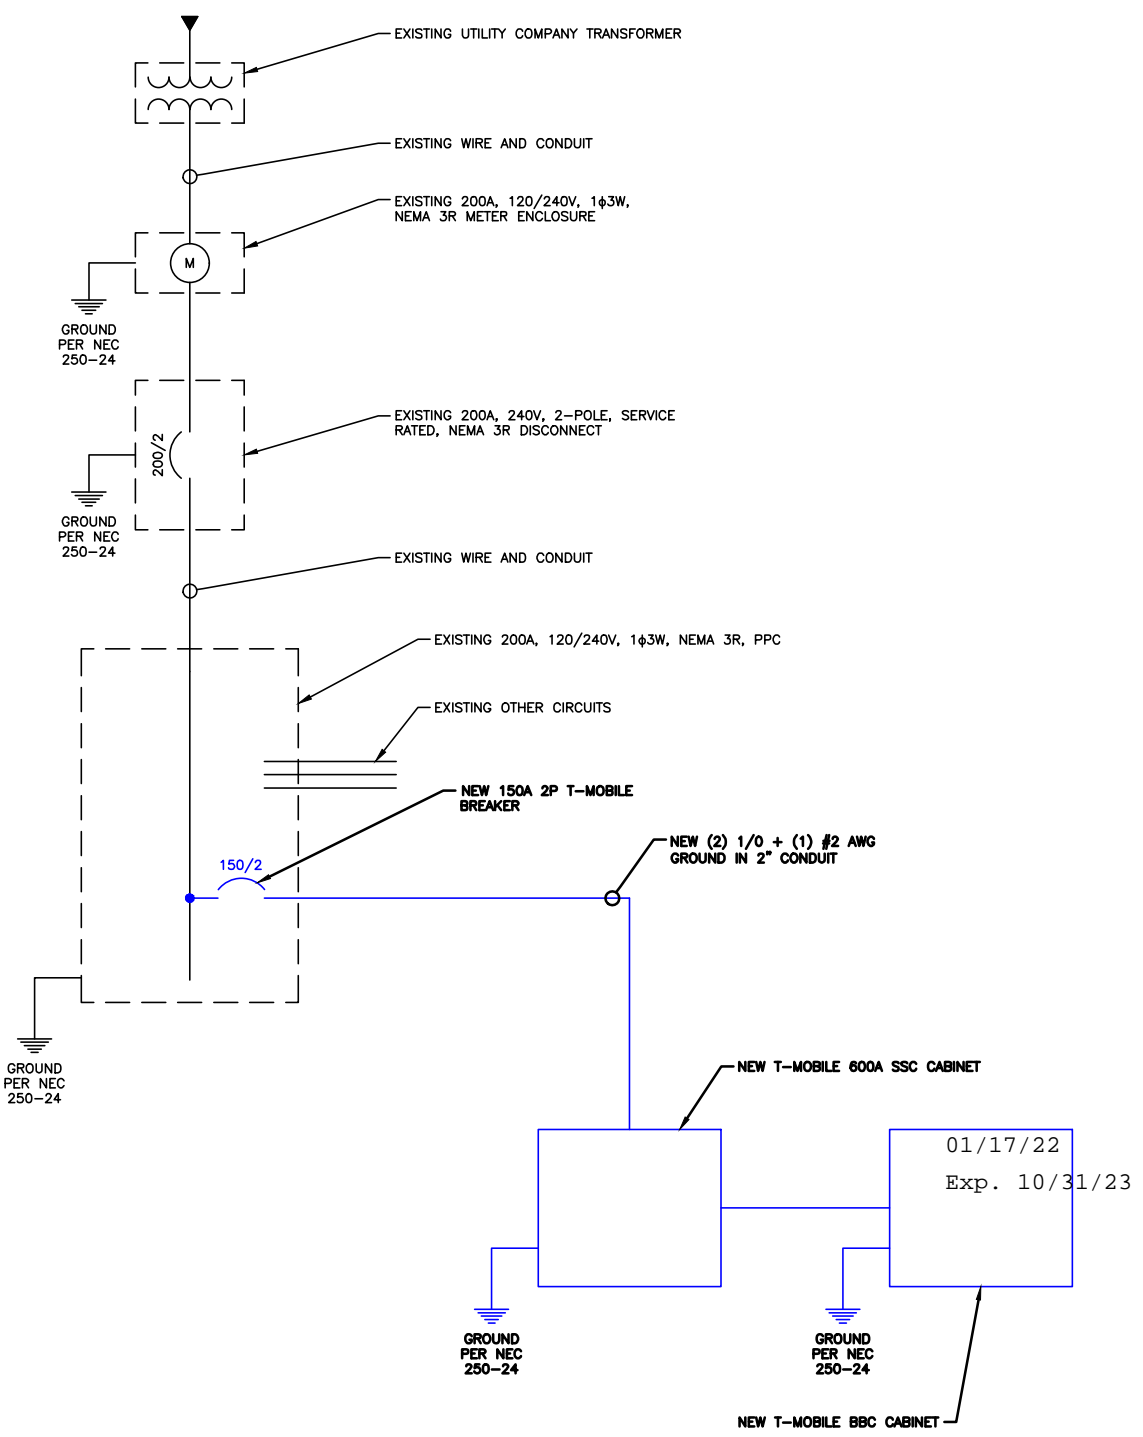 EXISTING UTILITY COMPANY TRANSFORMER
EXISTING WIRE AND CONDUIT
EXISTING 200A, 120/240V, 1ϕ3W,
NEMA 3R METER ENCLOSURE
M
GROUND
PER NEC
250-24
EXISTING 200A, 240V, 2-POLE, SERVICE
RATED, NEMA 3R DISCONNECT
200/2
GROUND
PER NEC
250-24
EXISTING WIRE AND CONDUIT
EXISTING 200A, 120/240V, 1ϕ3W, NEMA 3R, PPC
EXISTING OTHER CIRCUITS
NEW 150A 2P T-MOBILE
BREAKER
150/2
NEW (2) 1/0 + (1) #2 AWG
GROUND IN 2" CONDUIT
GROUND
PER NEC
250-24
NEW T-MOBILE 600A SSC CABINET
01/17/22
Exp. 10/31/23
GROUND
PER NEC
250-24
GROUND
PER NEC
250-24
NEW T-MOBILE BBC CABINET